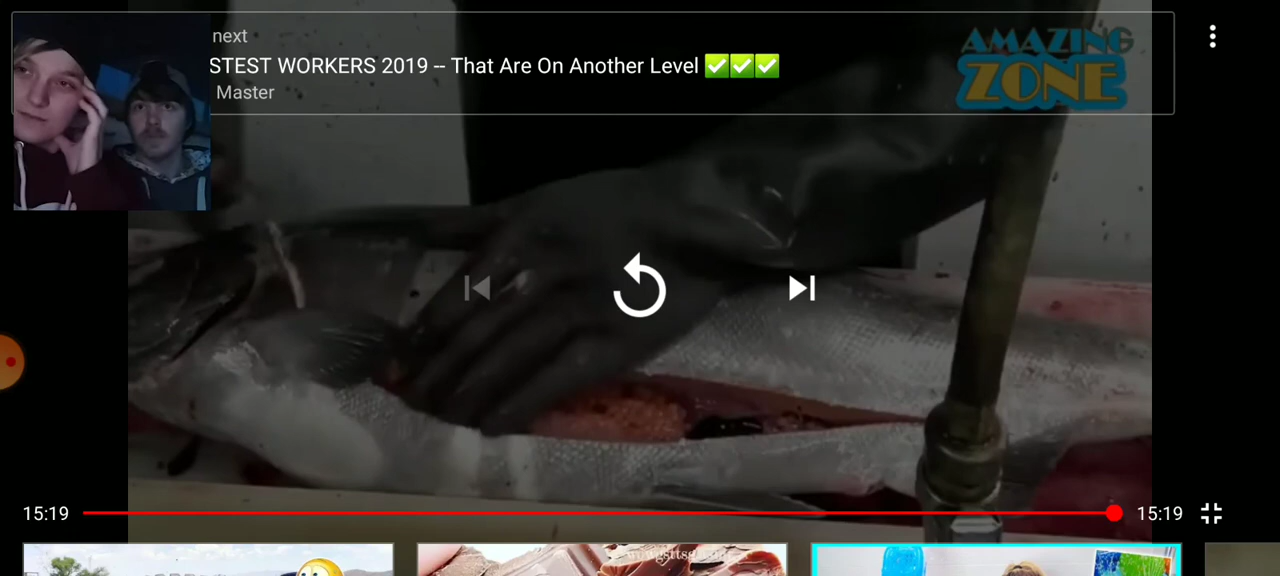 next
STEST WORKERS 2019 -- That Are On Another Level ✅✅✅
Master
AMAZING
ZONE
15:19
15:19